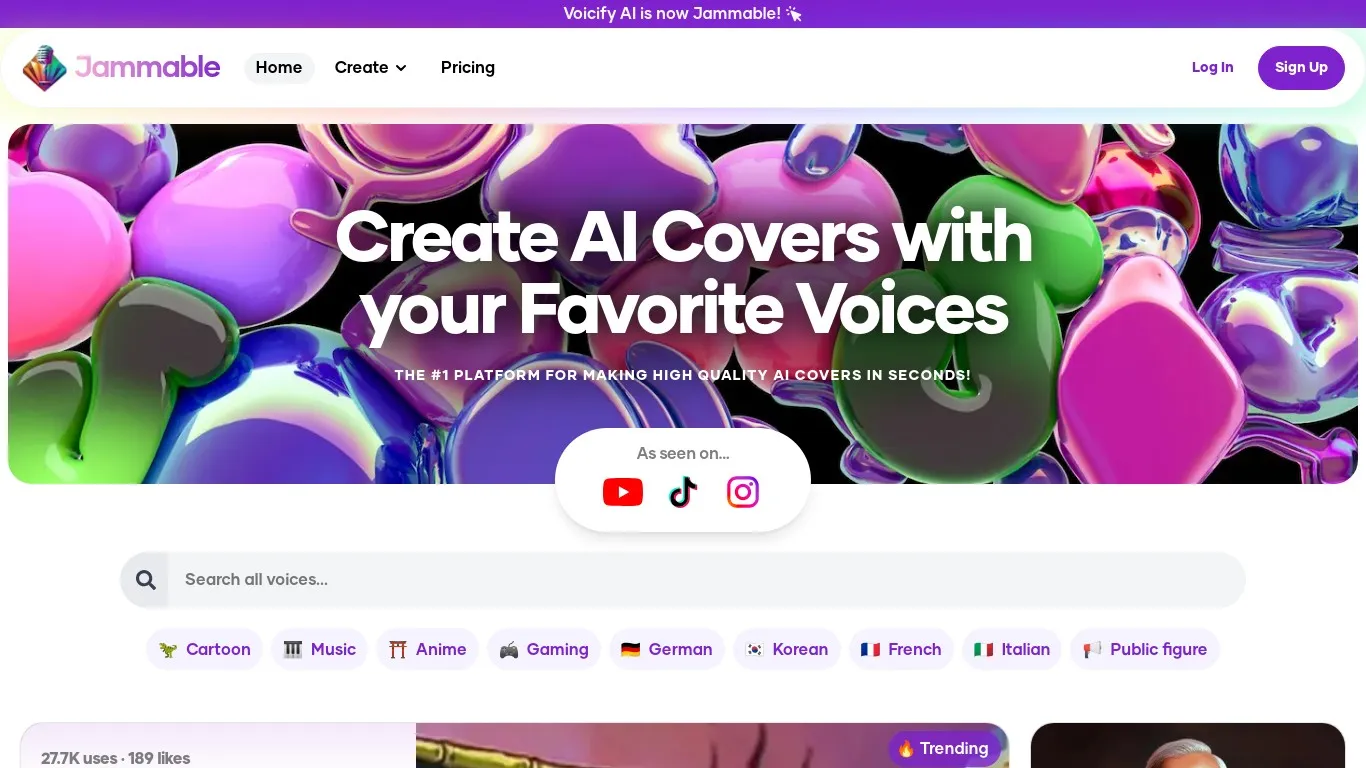 Voicify AI is now Jammable!
Jammable
Home
Create
Pricing
Log In
Sign Up
Create AI Covers with
your Favorite Voices
THE #1 PLATFORM FOR MAKING HIGH QUALITY AI COVERS IN SECONDS!
As seen on...
Search all voices...
Cartoon
Music
Anime
Gaming
German
Korean
French
Italian
Public figure
27.7K uses · 189 likes
🔥 Trending